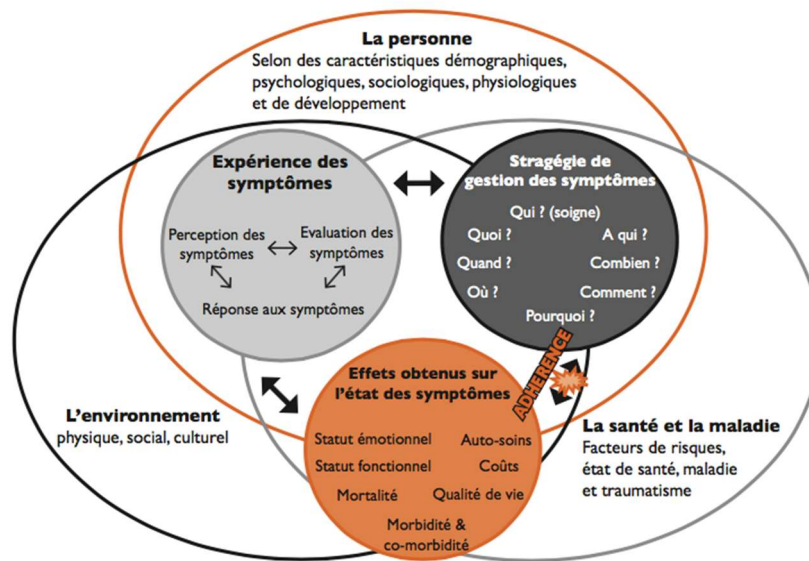 La personne
Selon des caractéristiques démographiques,
psychologiques, sociologiques, physiologiques
et de développement
Expérience des
symptômes
Perception des
symptômes
Evaluation des
symptômes
Réponse aux symptômes
Stragégie de
gestion des symptômes
Qui ? (soigne)
Quoi ?
A qui ?
Quand ?
Combien ?
Où ?
Comment ?
Pourquoi ?
ADHERENCE
Effets obtenus sur
l'état des symptômes
Statut émotionnel
Auto-soins
Statut fonctionnel
Coûts
Mortalité
Qualité de vie
Morbidité &
co-morbidité
L'environnement
physique, social, culturel
La santé et la maladie
Facteurs de risques,
état de santé, maladie
et traumatisme